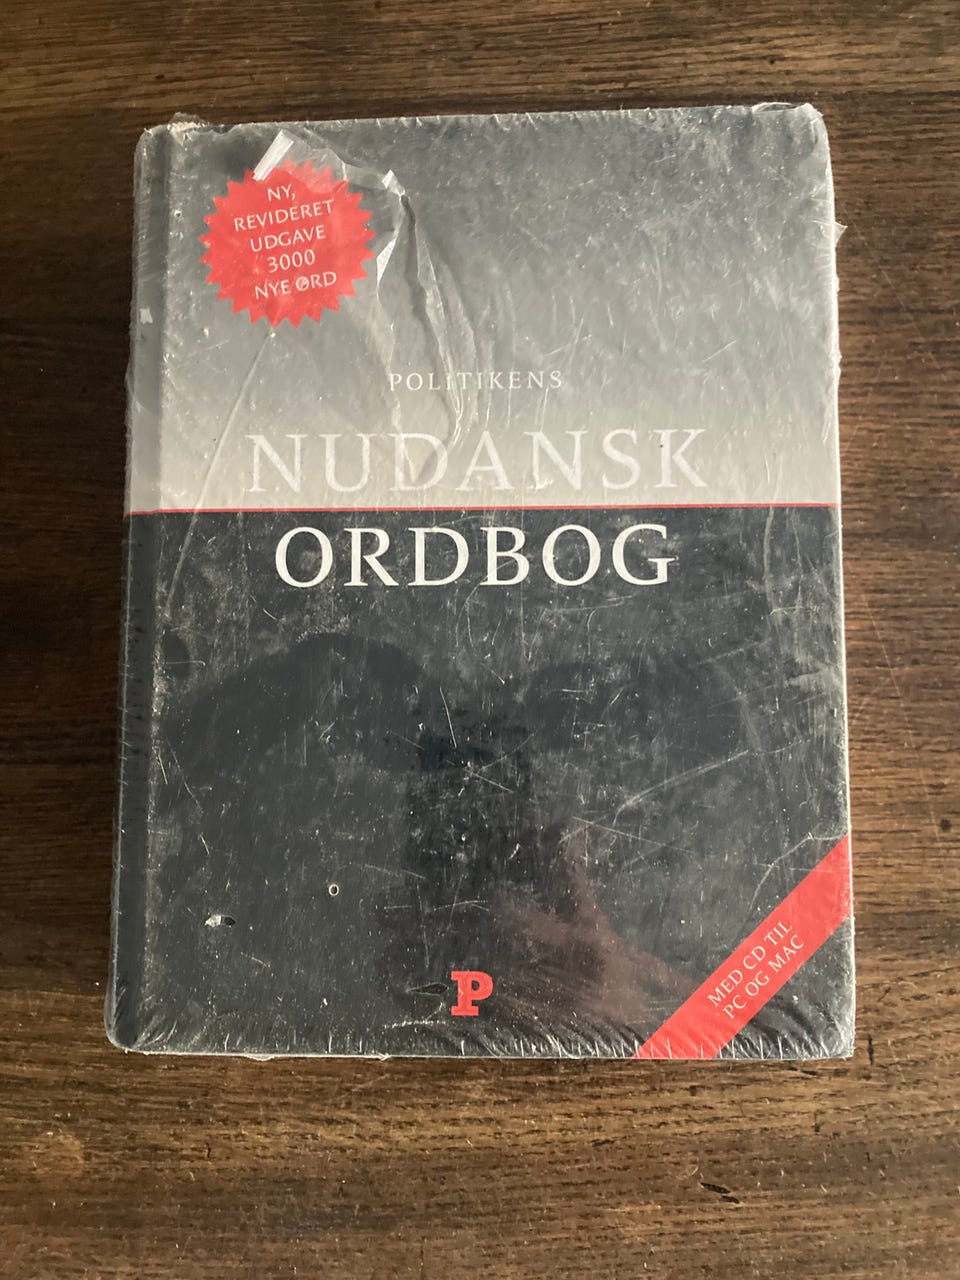 NY,
REVIDERET
UDGAVE
3000
NYE ORD
POLITIKENS
NUDANSK
ORDBOG
MED CD TIL
PC OG MAC
P